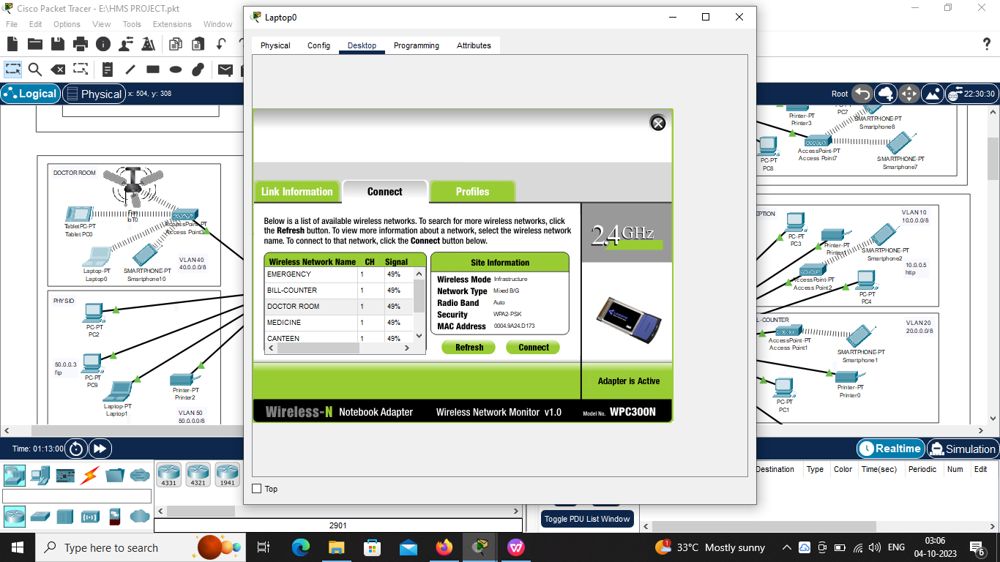 Cisco Packet Tracer - E:\HMS PROJECT.pkt
File Edit Options View Tools Extensions Window
Logical
Physical
x: 504, y: 308
Root
22:30:30
Laptop0
Physical Config Desktop Programming Attributes
Link Information
Connect
Profiles
Below is a list of available wireless networks. To search for more wireless networks, click
the Refresh button. To view more information about a network, select the wireless network
name. To connect to that network, click the Connect button below.
2.4GHz
Wireless Network Name CH Signal
EMERGENCY 1 49%
BILL-COUNTER 1 49%
DOCTOR ROOM 1 49%
MEDICINE 1 49%
CANTEEN 1 49%
Site Information
Wireless Mode Infrastructure
Network Type Mixed B/G
Radio Band Auto
Security WPA2-PSK
MAC Address 0004.9A24.D173
Refresh
Connect
Adapter is Active
Wireless-N Notebook Adapter Wireless Network Monitor v1.0 Model No. WPC300N
Top
DOCTOR ROOM
Fan
IoT0
TabletPC-PT
Tablet PC0
AccessPoint-PT
Access Point3
Laptop-PT
Laptop0
SMARTPHONE-PT
Smartphone10
VLAN40
40.0.0.0/8
PHYSIO
PC-PT
PC2
50.0.0.3
ftp
PC-PT
PC9
Laptop-PT
Laptop1
Printer-PT
Printer2
VLAN 50
50.0.0.0/8
Printer-PT
Printer3
PC7
SMARTPHONE-PT
Smartphone8
AccessPoint-PT
Access Point7
PC-PT
PC8
SMARTPHONE-PT
Smartphone7
EPTION
PC-PT
PC3
Printer-PT
VLAN 10
10.0.0.0/8
SMARTPHONE-PT
Smartphone2
10.0.0.5
http
AccessPoint-PT
Access Point2
PC-PT
PC4
L-COUNTER
AccessPoint-PT
Access Point1
VLAN20
20.0.0.0/8
SMARTPHONE-PT
Smartphone1
Printer-PT
Printer0
PC-PT
PC1
Time: 01:13:00
Realtime
Simulation
4331
4321
1941
2901
Toggle PDU List Window
Destination Type Color Time(sec) Periodic Num Edit
Type here to search
33°C Mostly sunny
ENG
03:06
04-10-2023
6